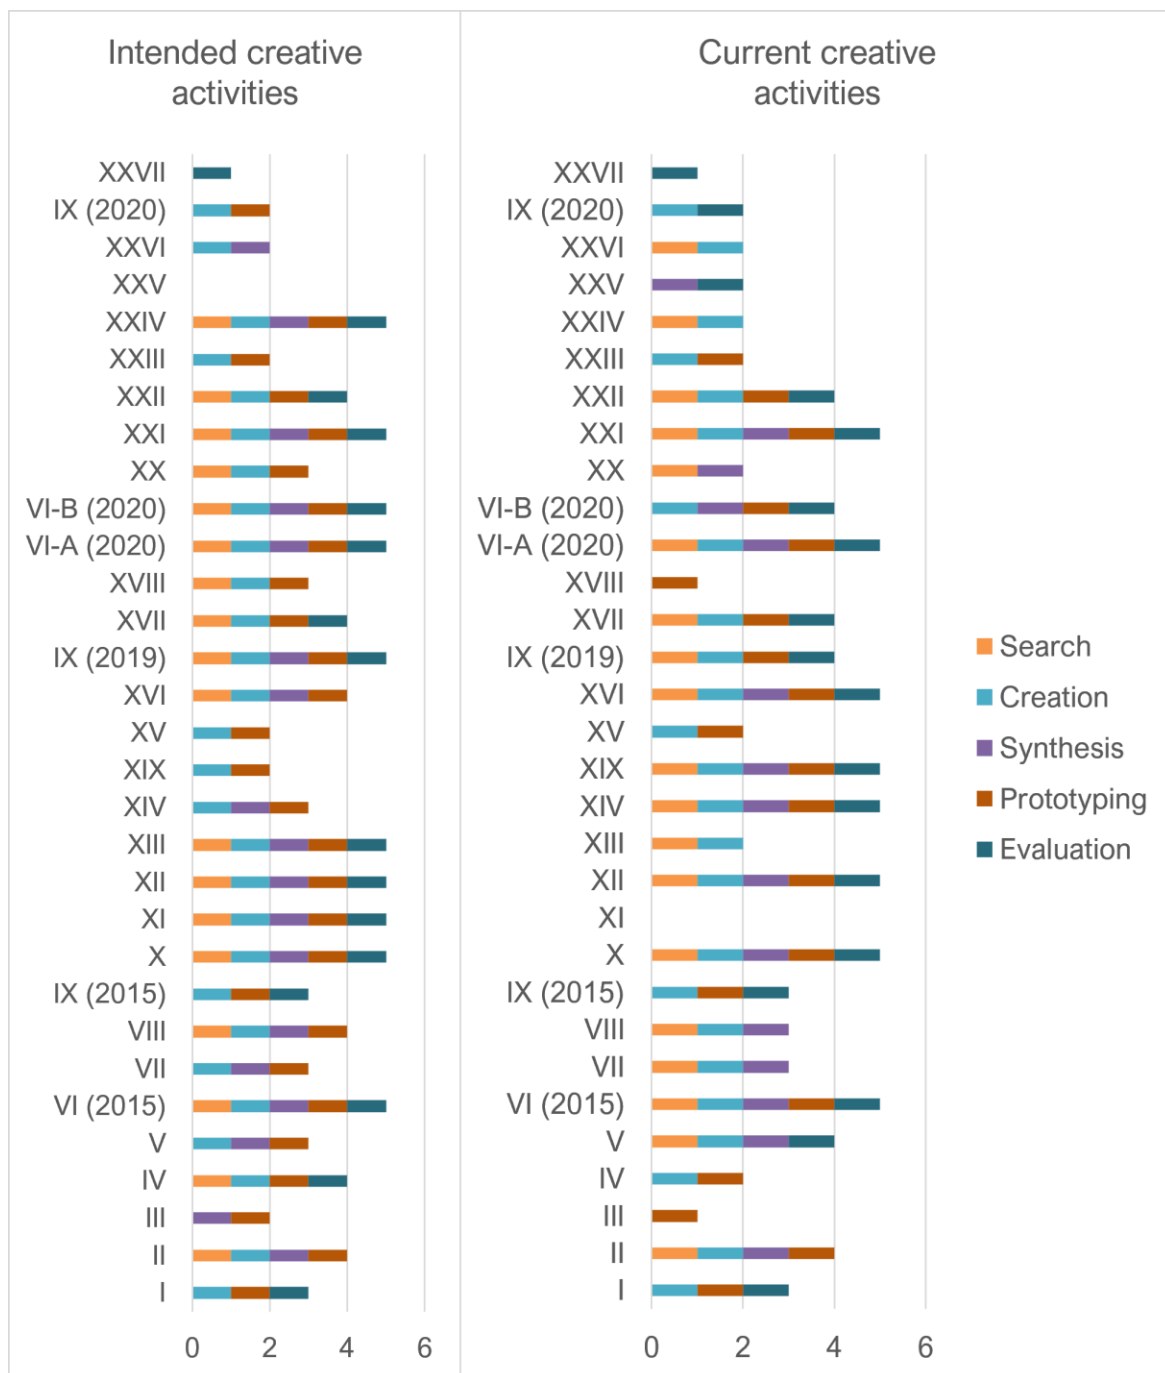 Intended creative
activities
XXVII
IX (2020)
XXVI
XXV
XXIV
XXIII
XXII
XXI
XX
VI-B (2020)
VI-A (2020)
XVIII
XVII
IX (2019)
XVI
XV
XIX
XIV
XIII
XII
XI
X
IX (2015)
VIII
VII
VI (2015)
V
IV
III
II
I
0 2 4 6
Current creative
activities
XXVII
IX (2020)
XXVI
XXV
XXIV
XXIII
XXII
XXI
XX
VI-B (2020)
VI-A (2020)
XVIII
XVII
IX (2019)
XVI
XV
XIX
XIV
XIII
XII
XI
X
IX (2015)
VIII
VII
VI (2015)
V
IV
III
II
I
0 2 4 6
Search
Creation
Synthesis
Prototyping
Evaluation